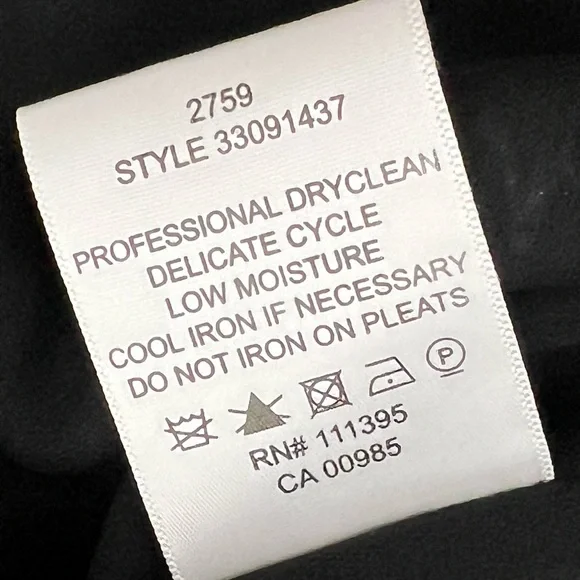 2759
STYLE 33091437
PROFESSIONAL DRYCLEAN
DELICATE CYCLE
LOW MOISTURE
COOL IRON IF NECESSARY
DO NOT IRON ON PLEATS
P
RN# 111395
CA 00985